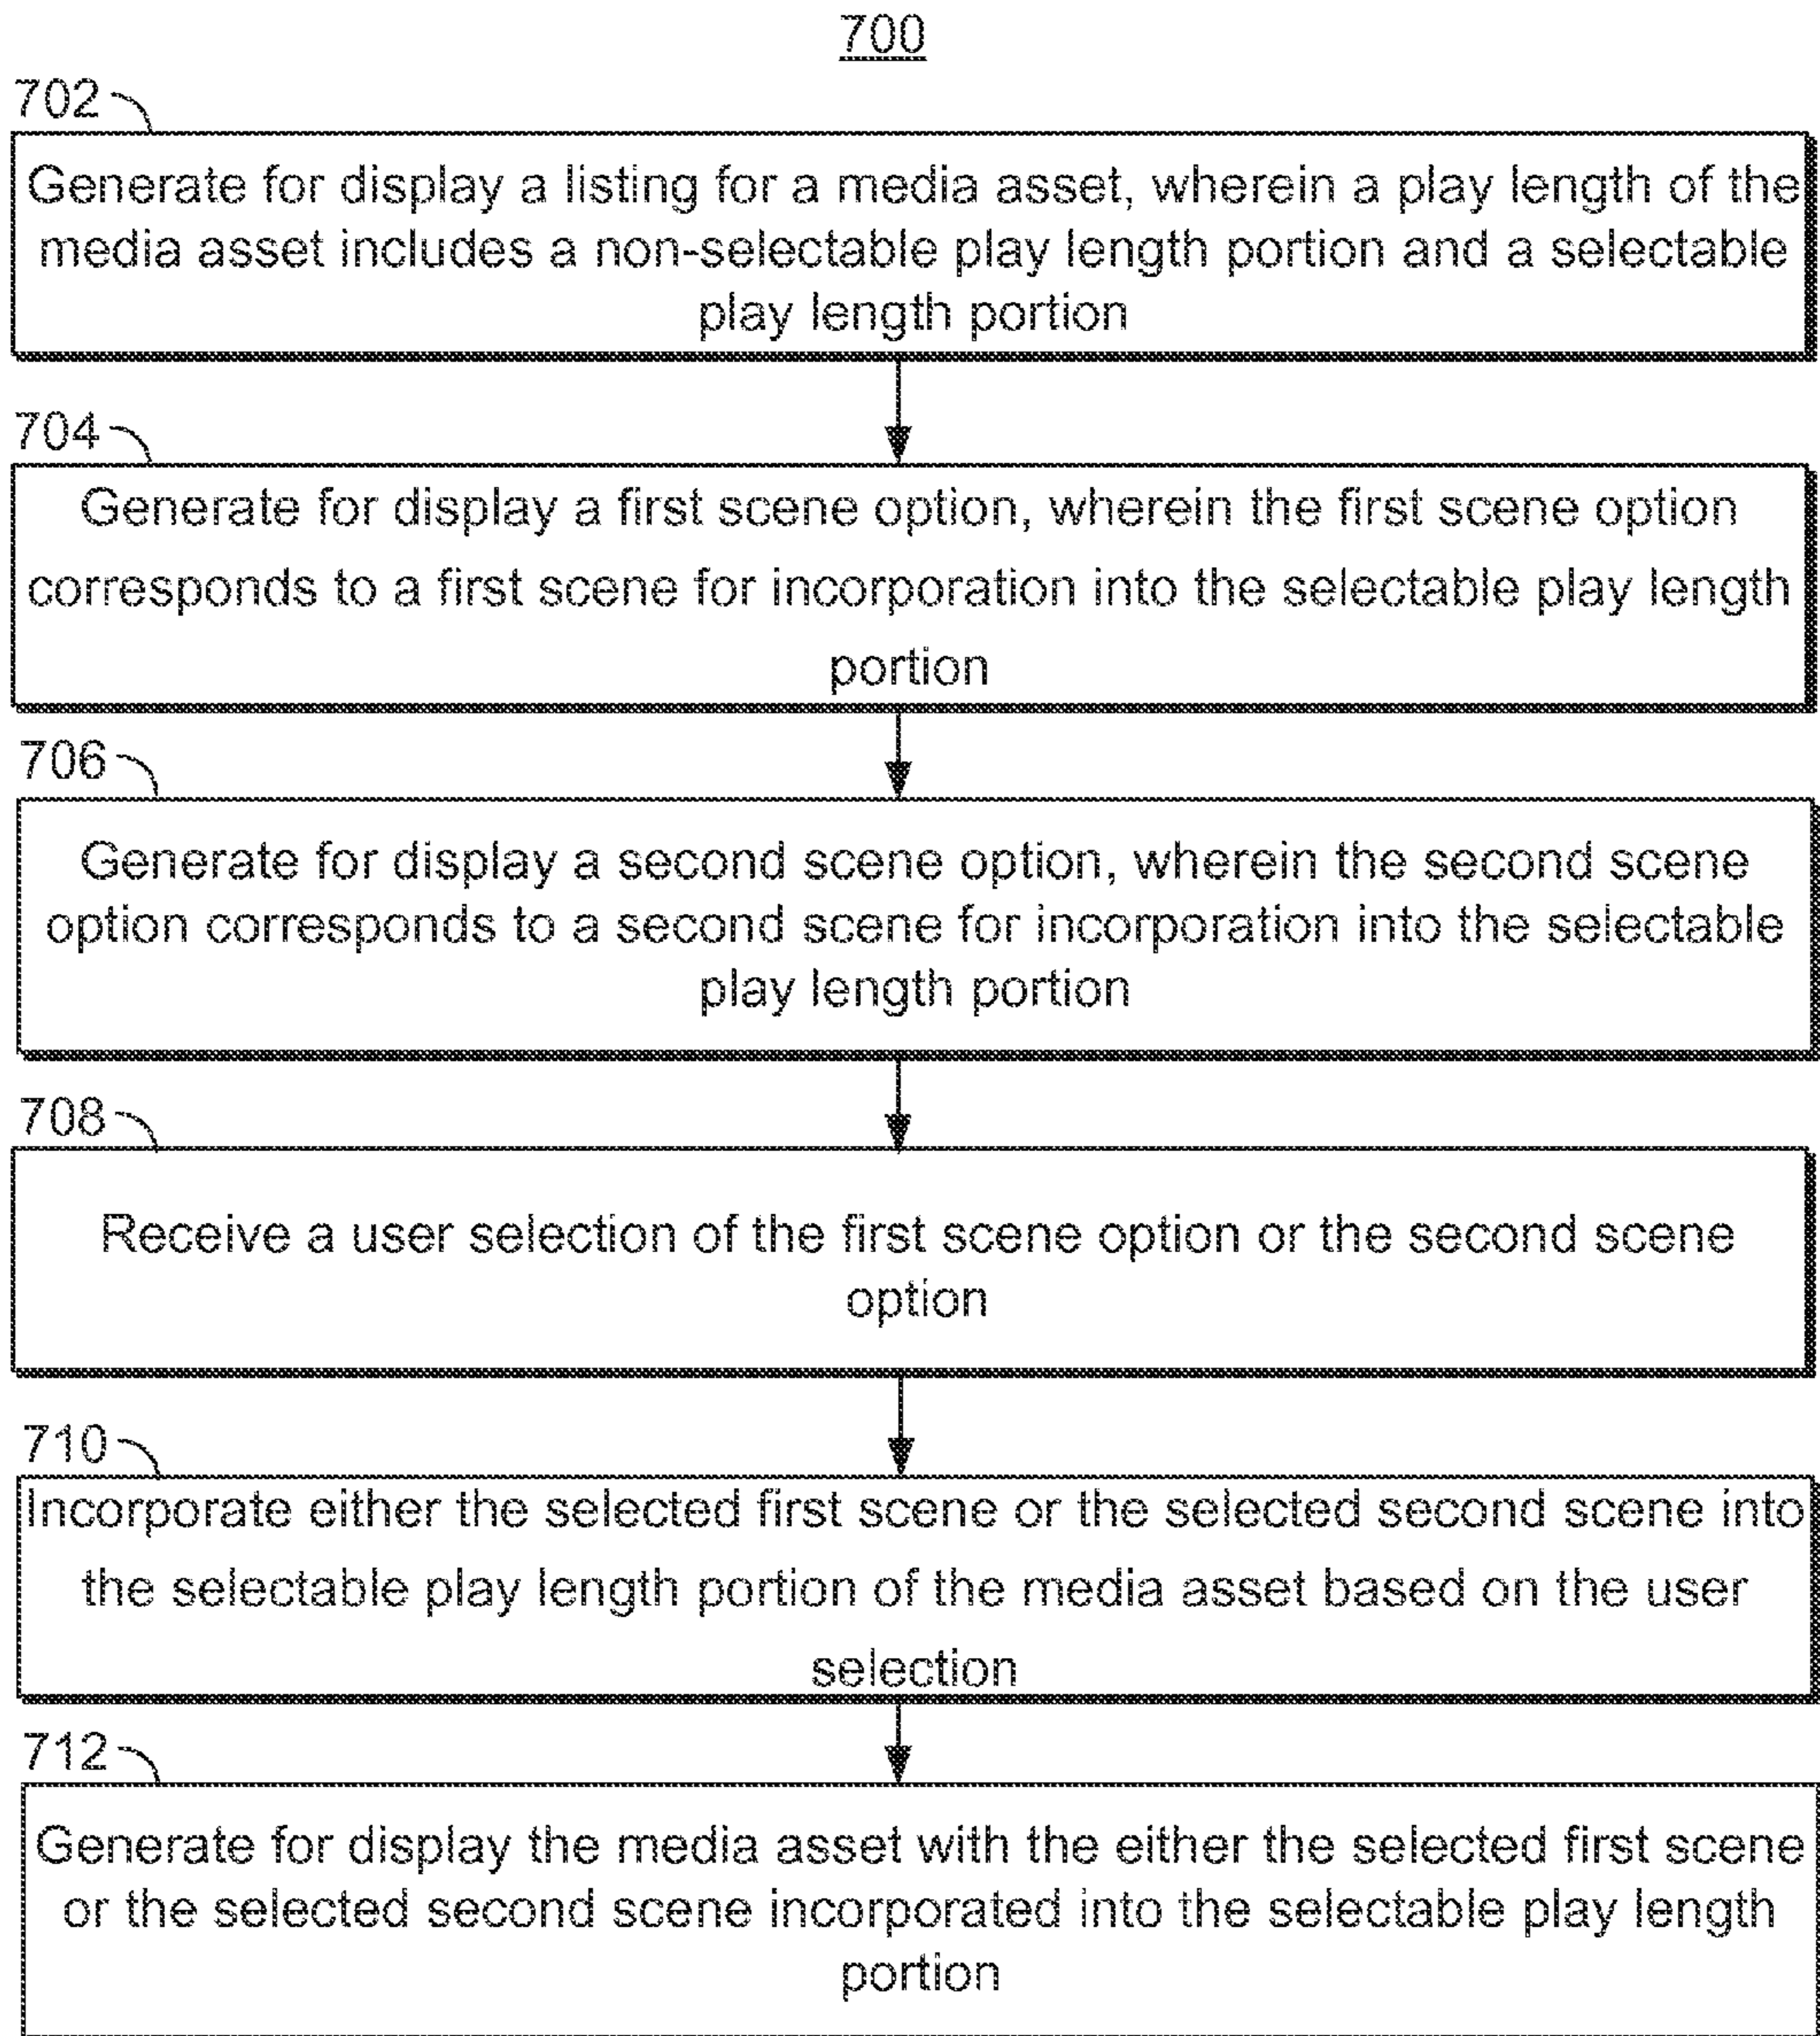 700
702
Generate for display a listing for a media asset, wherein a play length of the
media asset includes a non-selectable play length portion and a selectable
play length portion
704
Generate for display a first scene option, wherein the first scene option
corresponds to a first scene for incorporation into the selectable play length
portion
706
Generate for display a second scene option, wherein the second scene
option corresponds to a second scene for incorporation into the selectable
play length portion
708
Receive a user selection of the first scene option or the second scene
option
710
Incorporate either the selected first scene or the selected second scene into
the selectable play length portion of the media asset based on the user
selection
712
Generate for display the media asset with the either the selected first scene
or the selected second scene incorporated into the selectable play length
portion